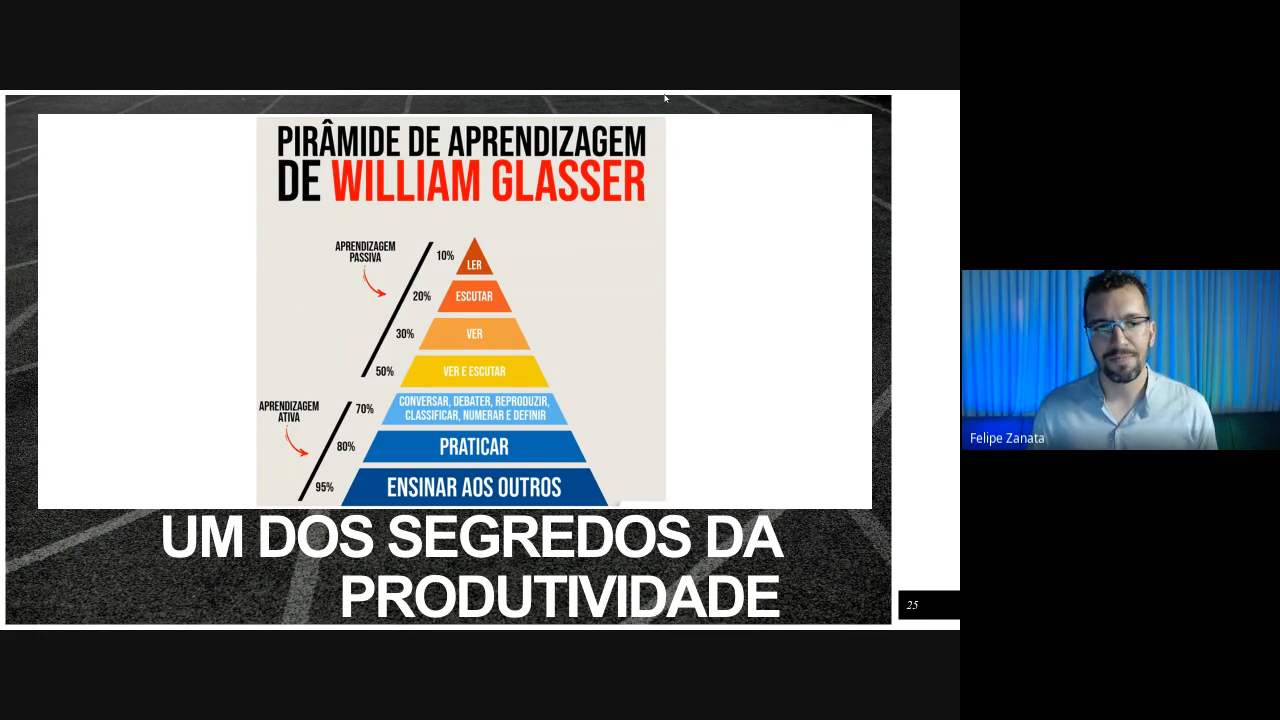 PIRÂMIDE DE APRENDIZAGEM
DE WILLIAM GLASSER
APRENDIZAGEM
PASSIVA
10%
LER
20%
ESCUTAR
30%
VER
50%
VER E ESCUTAR
APRENDIZAGEM
ATIVA
70%
CONVERSAR, DEBATER, REPRODUZIR,
CLASSIFICAR, NUMERAR E DEFINIR
80%
PRATICAR
95%
ENSINAR AOS OUTROS
UM DOS SEGREDOS DA
PRODUTIVIDADE
25
Felipe Zanata